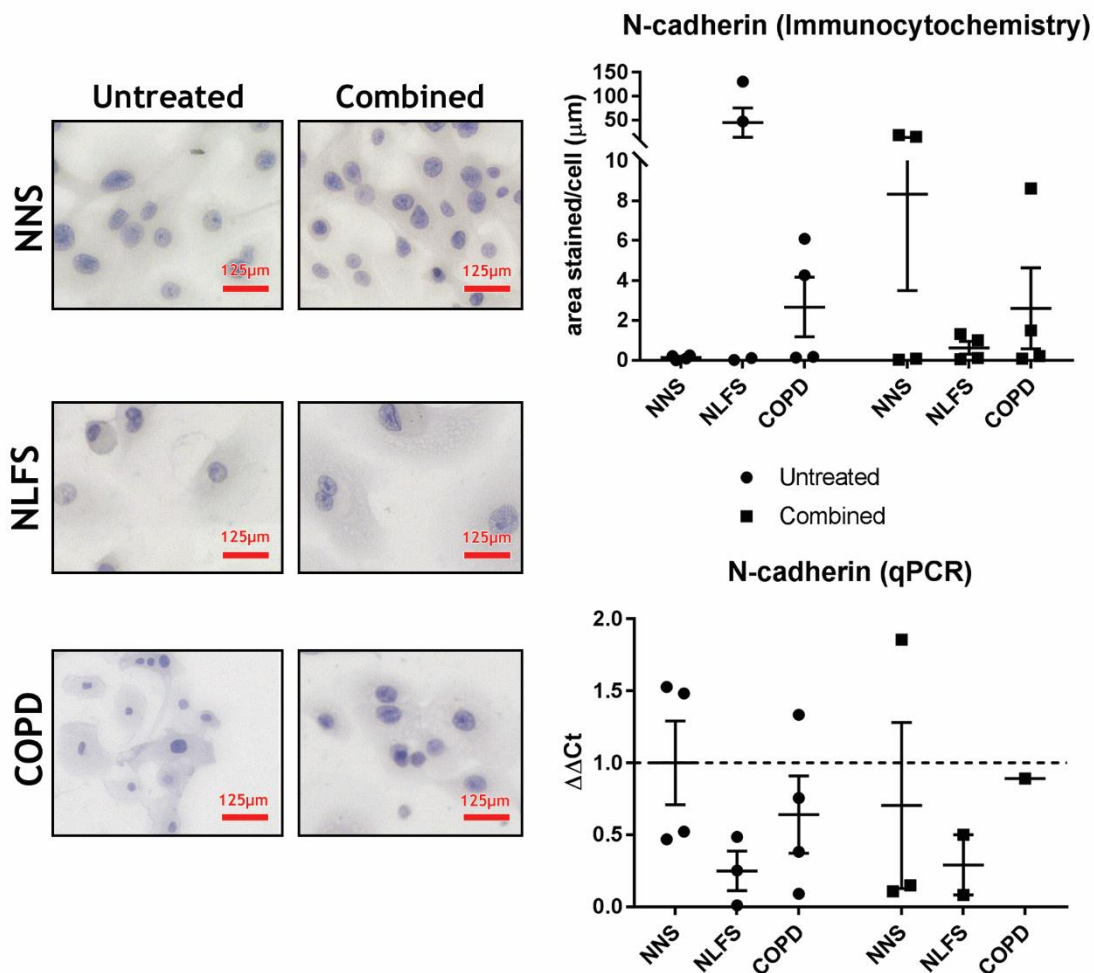 Untreated
Combined
NNS
125µm
125µm
NLFS
125µm
125µm
COPD
125µm
125µm
N-cadherin (Immunocytochemistry)
area stained/cell (µm)
150
100
50
10
8
6
4
2
0
NNS
NLFS
COPD
NNS
NLFS
COPD
Untreated
Combined
N-cadherin (qPCR)
ΔΔCt
2.0
1.5
1.0
0.5
0.0
NNS
NLFS
COPD
NNS
NLFS
COPD